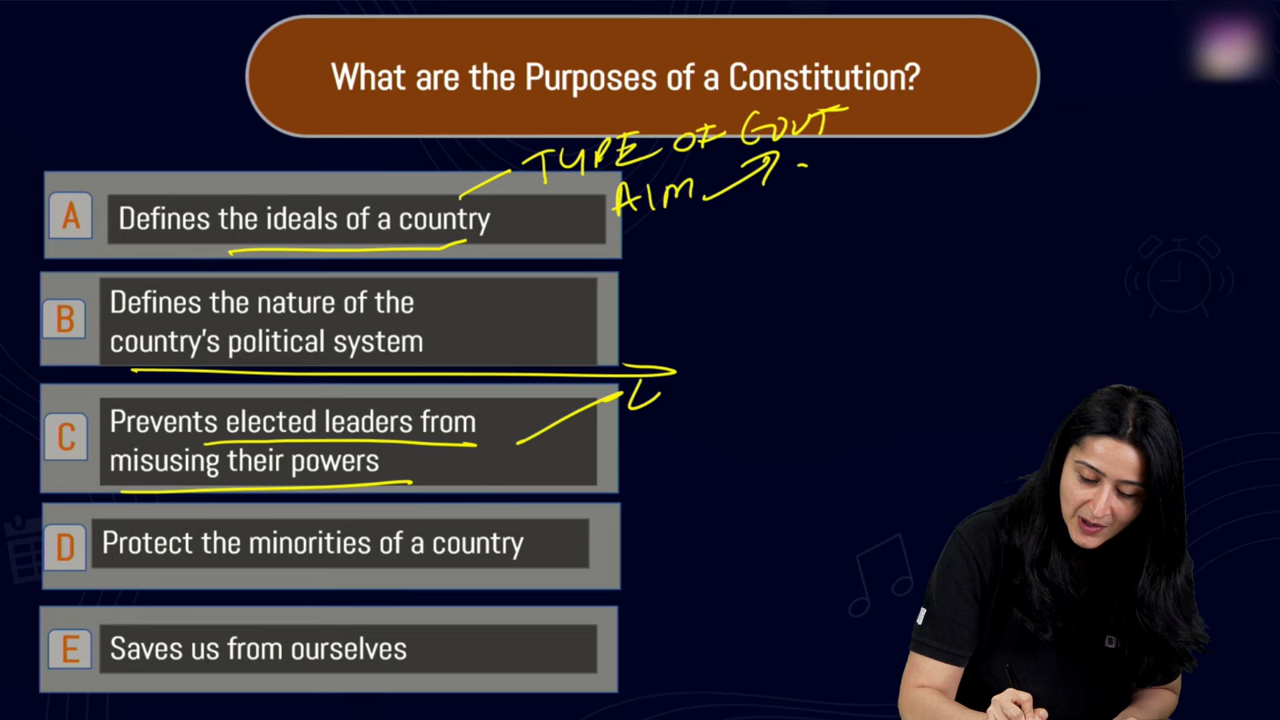 What are the Purposes of a Constitution?
TYPE OF GOVT
AIM
A
Defines the ideals of a country
B
Defines the nature of the
country's political system
C
Prevents elected leaders from
misusing their powers
L
D
Protect the minorities of a country
E
Saves us from ourselves